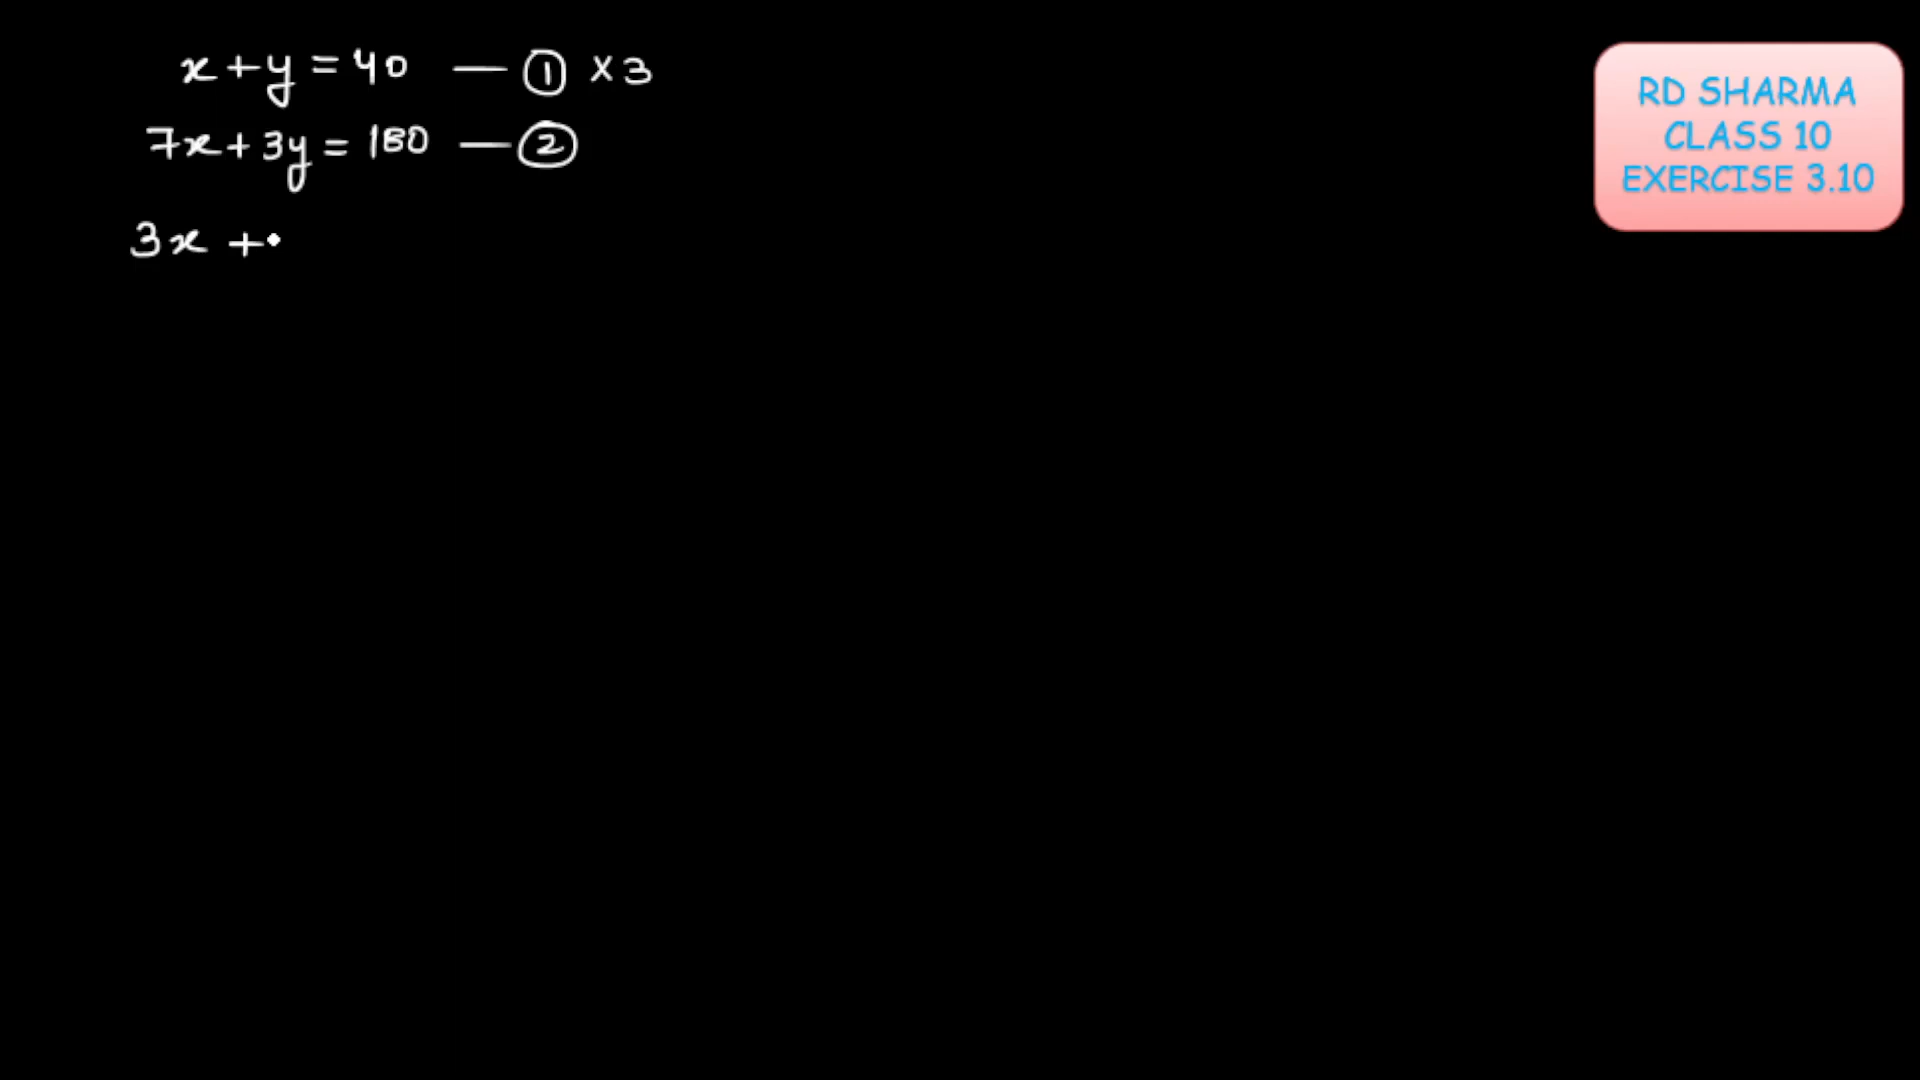 x + y = 40 — ① × 3
7x + 3y = 180 — ②
3x +
RD SHARMA
CLASS 10
EXERCISE 3.10